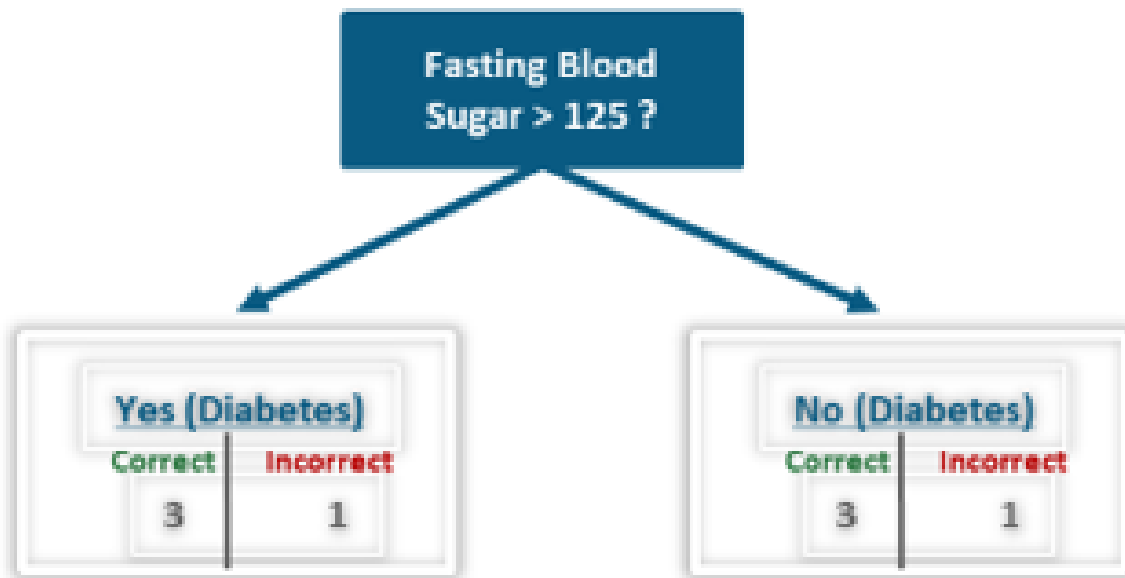 Fasting Blood
Sugar > 125 ?
Yes (Diabetes)
Correct Incorrect
3 1
No (Diabetes)
Correct Incorrect
3 1